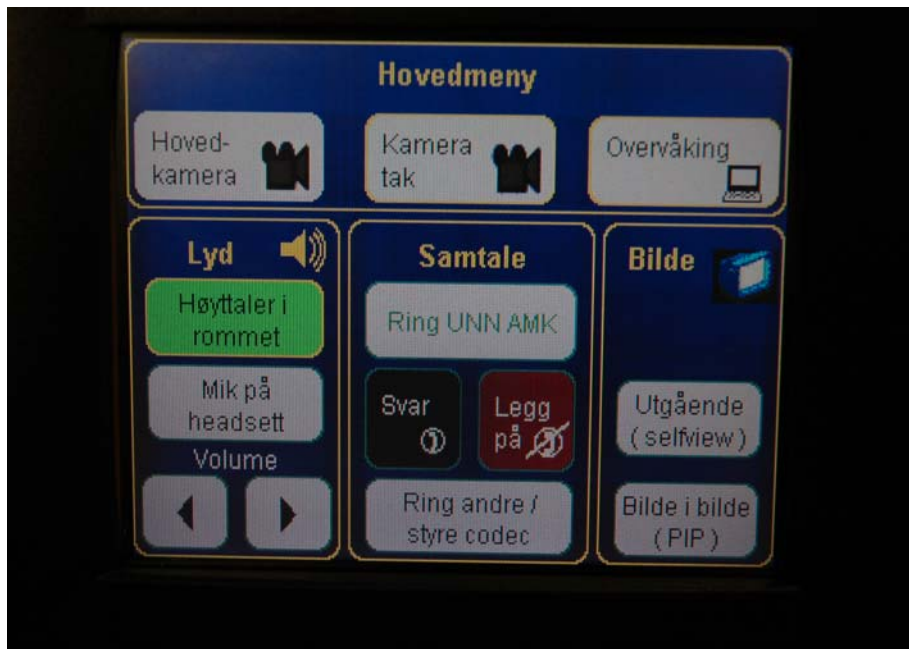 Hovedmeny
Hoved-
kamera
Kamera
tak
Overvåking
Lyd
Høyttaler i
rommet
Mik på
headsett
Volume
Samtale
Ring UNN AMK
Svar
Legg
på
Ring andre /
styre codec
Bilde
Utgående
( selfview )
Bilde i bilde
( PIP )